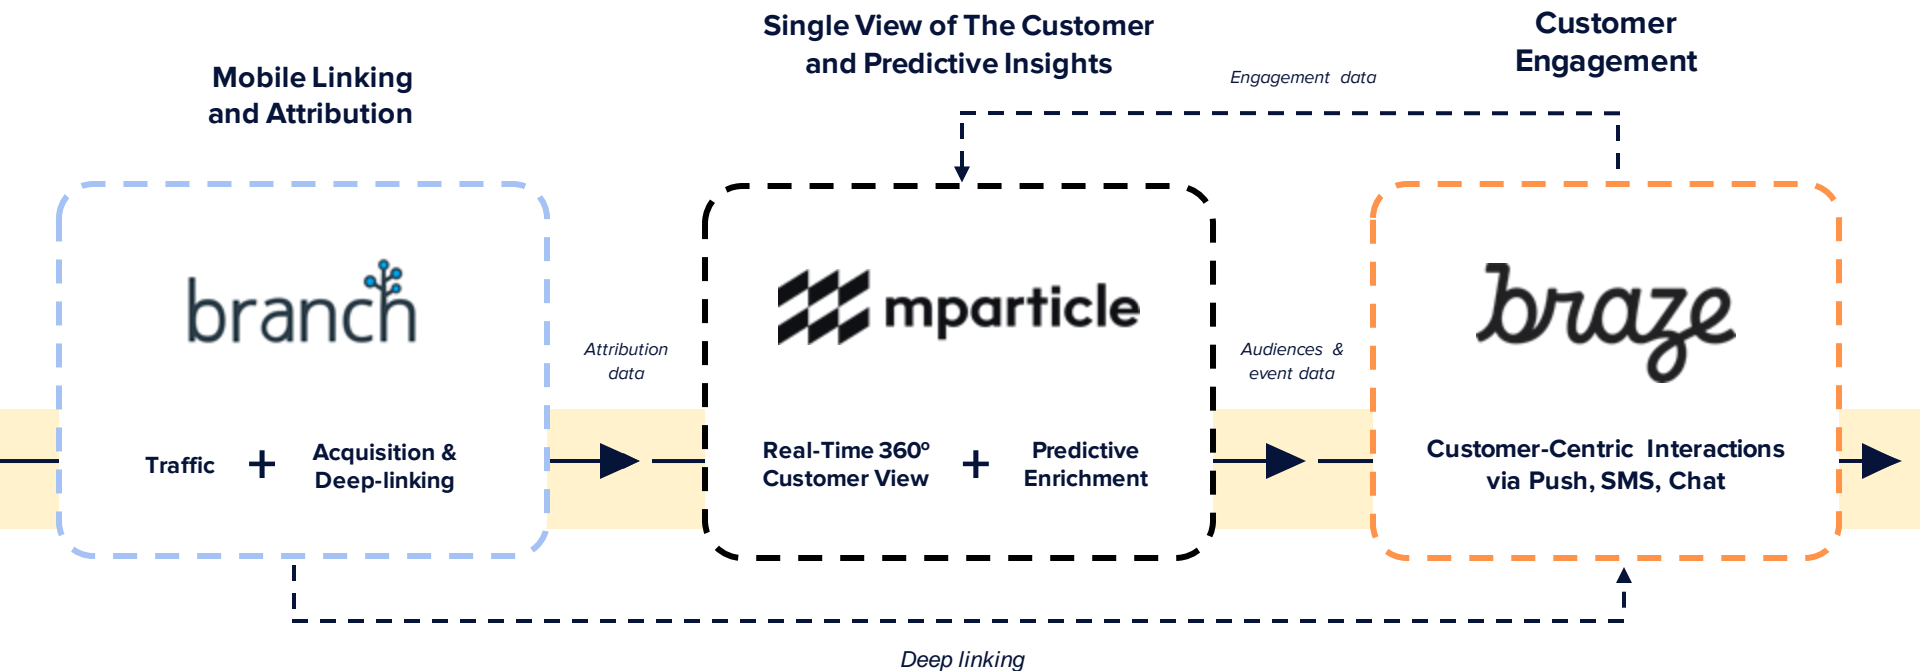 Mobile Linking
and Attribution
Single View of The Customer
and Predictive Insights
Customer
Engagement
Engagement data
branch
mparticle
braze
Attribution
data
Audiences &
event data
Traffic + Acquisition &
Deep-linking
Real-Time 360º
Customer View
+
Predictive
Enrichment
Customer-Centric Interactions
via Push, SMS, Chat
Deep linking